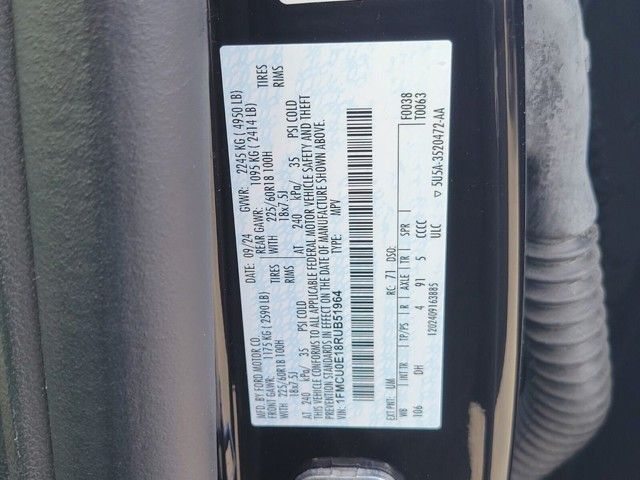 MFD. BY FORD MOTOR CO. DATE: 09/24 GVWR: 2245 KG ( 4950 LB)
FRONT GAWR: 1175 KG ( 2590 LB) REAR GAWR: 1095 KG ( 2414 LB)
WITH 225/60R18 100H TIRES WITH 225/60R18 100H TIRES
18x7.5J RIMS 18x7.5J RIMS
AT 240 kPa/ 35 PSI COLD AT 240 kPa/ 35 PSI COLD
THIS VEHICLE CONFORMS TO ALL APPLICABLE FEDERAL MOTOR VEHICLE SAFETY AND THEFT
PREVENTION STANDARDS IN EFFECT ON THE DATE OF MANUFACTURE SHOWN ABOVE.
VIN: 1FMCU0E18RUB51964 TYPE: MPV
EXT PNT: UM RC: 71 DSO: F0038
WB INT TR TP/PS R AXLE TR SPR T0063
106 DH 4 91 5 CCCC
ULC
1202409163885
▽ 5U5A-3520472-AA